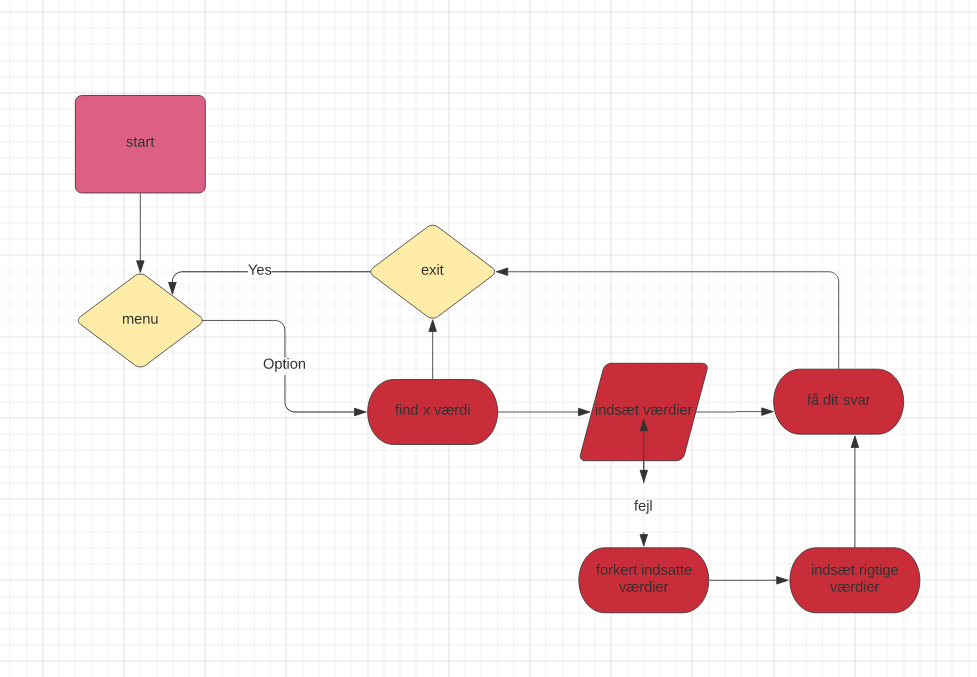 start
exit
Yes
menu
Option
find x værdi
indsæt værdier
få dit svar
fejl
forkert indsatte
værdier
indsæt rigtige
værdier